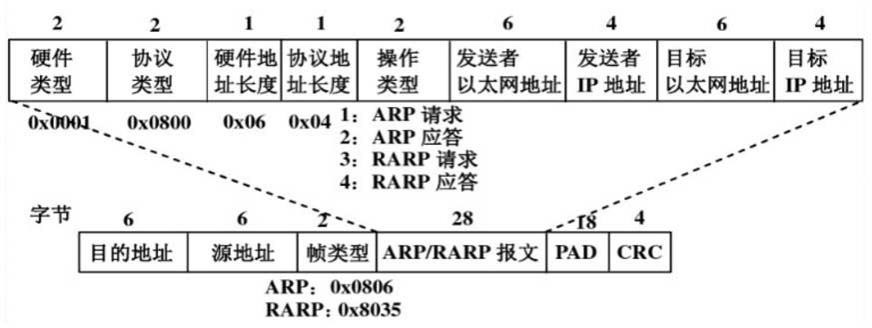 2 2 1 1 2 6 4 6 4
硬件类型 协议类型 硬件地址长度 协议地址长度 操作类型 发送者以太网地址 发送者IP 地址 目标以太网地址 目标IP 地址
0x0001 0x0800 0x06 0x04 1：ARP 请求
2：ARP 应答
3：RARP 请求
4：RARP 应答
字节 6 6 2 28 18 4
目的地址 源地址 帧类型 ARP/RARP 报文 PAD CRC
ARP：0x0806
RARP：0x8035